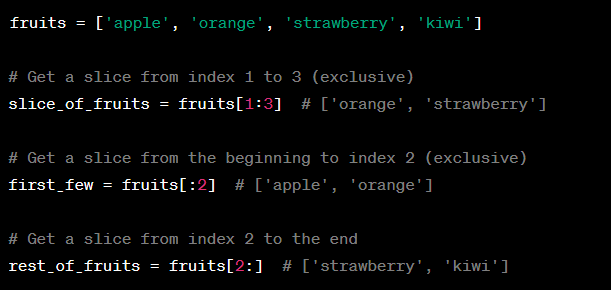 fruits = ['apple', 'orange', 'strawberry', 'kiwi']
# Get a slice from index 1 to 3 (exclusive)
slice_of_fruits = fruits[1:3]  # ['orange', 'strawberry']
# Get a slice from the beginning to index 2 (exclusive)
first_few = fruits[:2]  # ['apple', 'orange']
# Get a slice from index 2 to the end
rest_of_fruits = fruits[2:]  # ['strawberry', 'kiwi']